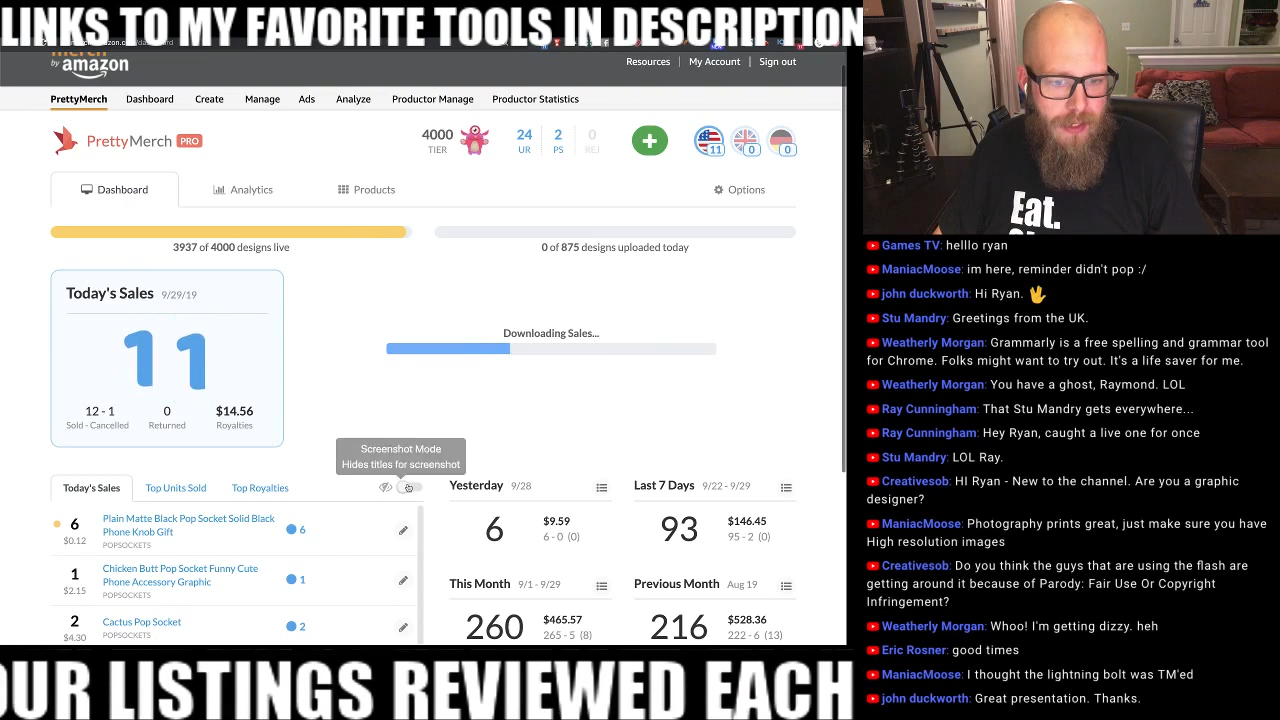 LINKS TO MY FAVORITE TOOLS IN DESCRIPTION
merch
by amazon
Resources | My Account | Sign out
PrettyMerch Dashboard Create Manage Ads Analyze Productor Manage Productor Statistics
PrettyMerch PRO
4000 TIER
24 UR
2 PS
0 REJ
11
0
0
Dashboard Analytics Products Options
3937 of 4000 designs live
0 of 875 designs uploaded today
Today's Sales 9/29/19
11
12 - 1 0 $14.56
Sold - Cancelled Returned Royalties
Downloading Sales...
Screenshot Mode
Hides titles for screenshot
Today's Sales Top Units Sold Top Royalties
6 Plain Matte Black Pop Socket Solid Black 6
$0.12 Phone Knob Gift
POPSOCKETS
1 Chicken Butt Pop Socket Funny Cute 1
$2.15 Phone Accessory Graphic
POPSOCKETS
2 Cactus Pop Socket 2
$4.30 POPSOCKETS
Yesterday 9/28
6 $9.59
6 - 0 (0)
Last 7 Days 9/22 - 9/29
93 $146.45
95 - 2 (0)
This Month 9/1 - 9/29
260 $465.57
265 - 5 (8)
Previous Month Aug 19
216 $528.36
222 - 6 (13)
OUR LISTINGS REVIEWED EACH
Eat.
Games TV: helllo ryan
ManiacMoose: im here, reminder didn't pop :/
john duckworth: Hi Ryan. 🖖
Stu Mandry: Greetings from the UK.
Weatherly Morgan: Grammarly is a free spelling and grammar tool
for Chrome. Folks might want to try out. It's a life saver for me.
Weatherly Morgan: You have a ghost, Raymond. LOL
Ray Cunningham: That Stu Mandry gets everywhere...
Ray Cunningham: Hey Ryan, caught a live one for once
Stu Mandry: LOL Ray.
Creativesob: HI Ryan - New to the channel. Are you a graphic
designer?
ManiacMoose: Photography prints great, just make sure you have
High resolution images
Creativesob: Do you think the guys that are using the flash are
getting around it because of Parody: Fair Use Or Copyright
Infringement?
Weatherly Morgan: Whoo! I'm getting dizzy. heh
Eric Rosner: good times
ManiacMoose: I thought the lightning bolt was TM'ed
john duckworth: Great presentation. Thanks.